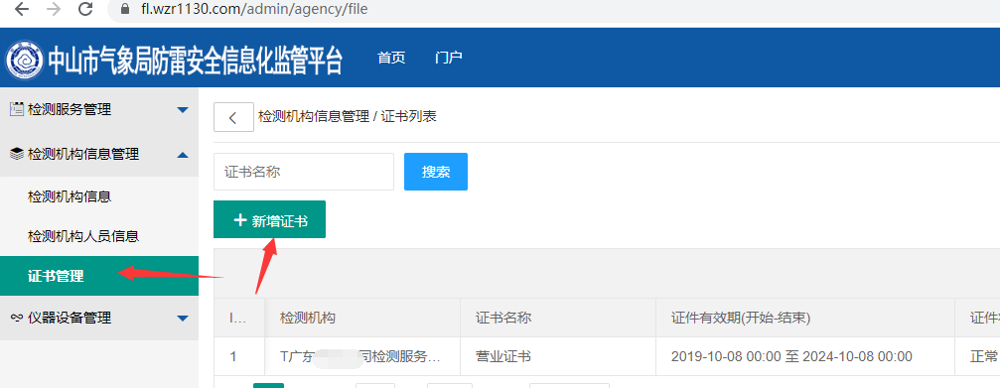 fl.wzr1130.com/admin/agency/file
中山市气象局防雷安全信息化监管平台
首页 门户
检测服务管理
检测机构信息管理
检测机构信息
检测机构人员信息
证书管理
仪器设备管理
检测机构信息管理 / 证书列表
证书名称 搜索
+ 新增证书
I... 检测机构 证书名称 证件有效期(开始-结束)
1 T广东 司检测服务... 营业证书 2019-10-08 00:00 至 2024-10-08 00:00 正常